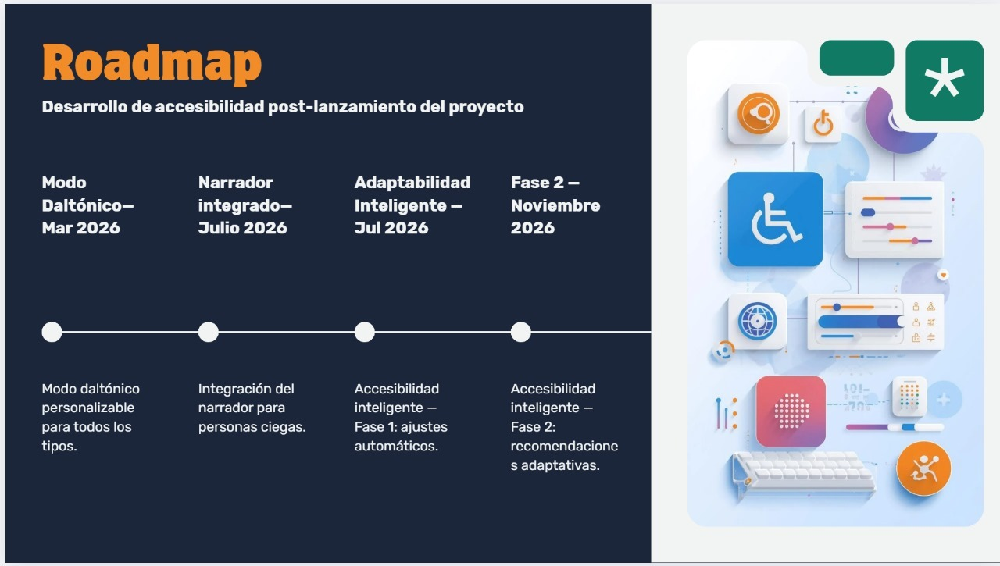 Roadmap
Desarrollo de accesibilidad post-lanzamiento del proyecto
Modo
Daltónico—
Mar 2026
Narrador
integrado—
Julio 2026
Adaptabilidad
Inteligente —
Jul 2026
Fase 2 —
Noviembre
2026
Modo daltónico
personalizable
para todos los
tipos.
Integración del
narrador para
personas ciegas.
Accesibilidad
inteligente —
Fase 1: ajustes
automáticos.
Accesibilidad
inteligente —
Fase 2:
recomendacione
s adaptativas.